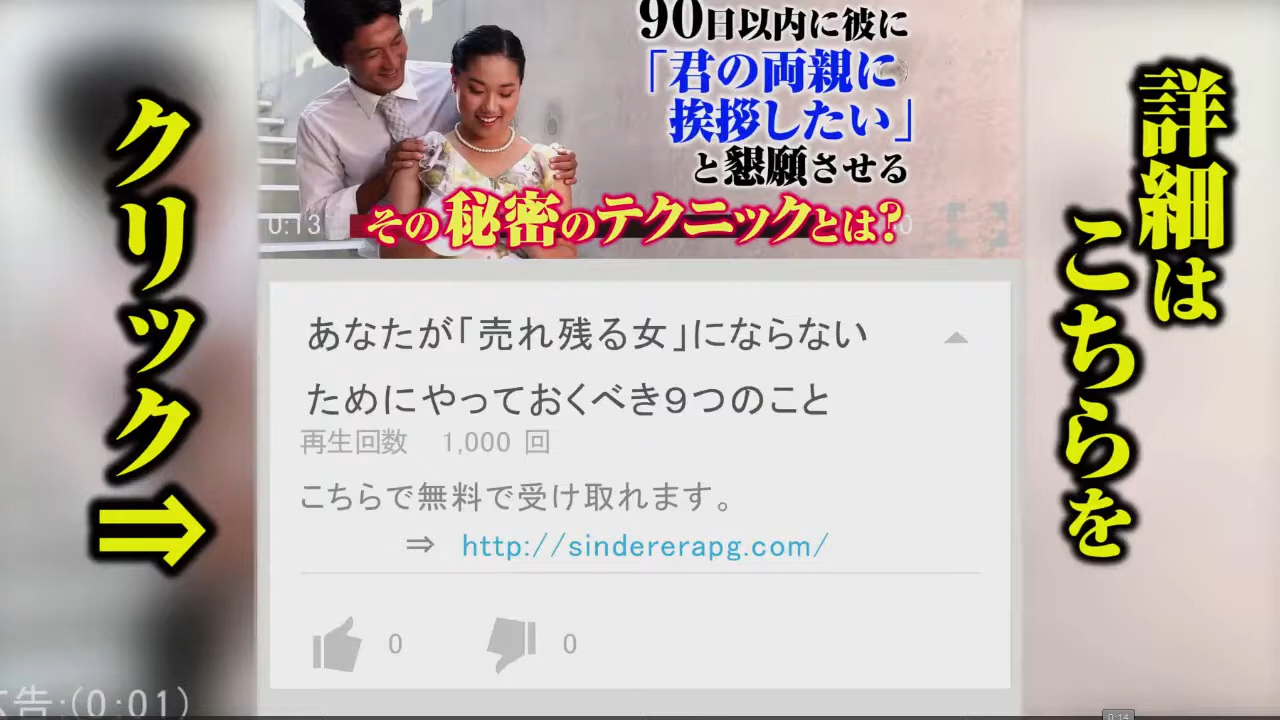 90日以内に彼に
「君の両親に
挨拶したい」
と懇願させる
その秘密のテクニックとは?
0:13
詳細は
こちらを
クリック⇒
あなたが「売れ残る女」にならない
ためにやっておくべき9つのこと
再生回数 1,000 回
こちらで無料で受け取れます。
⇒ http://sindererapg.com/
0
0
広告:(0:01)
0:14